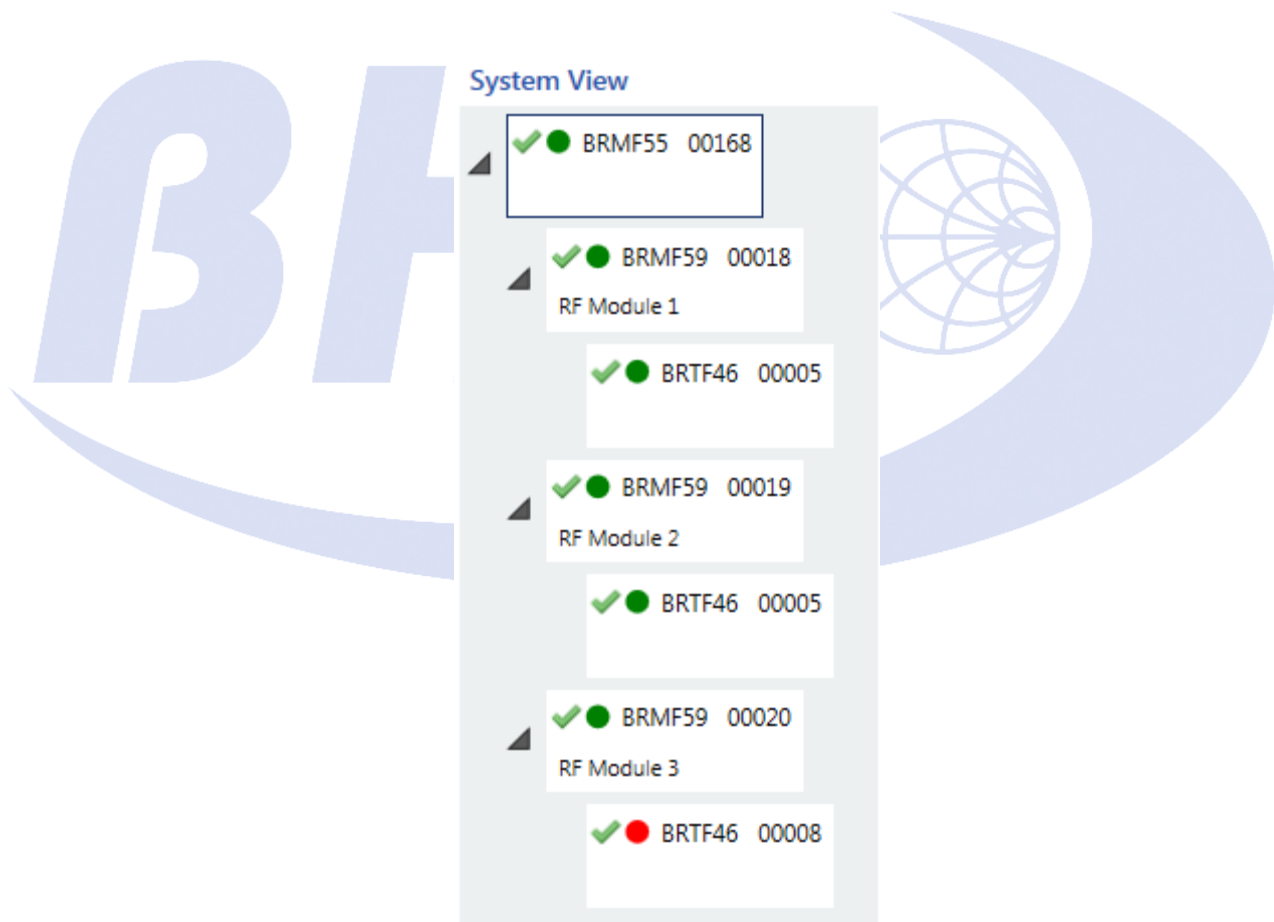 System View
BRMF55 00168
BRMF59 00018
RF Module 1
BRTF46 00005
BRMF59 00019
RF Module 2
BRTF46 00005
BRMF59 00020
RF Module 3
BRTF46 00008